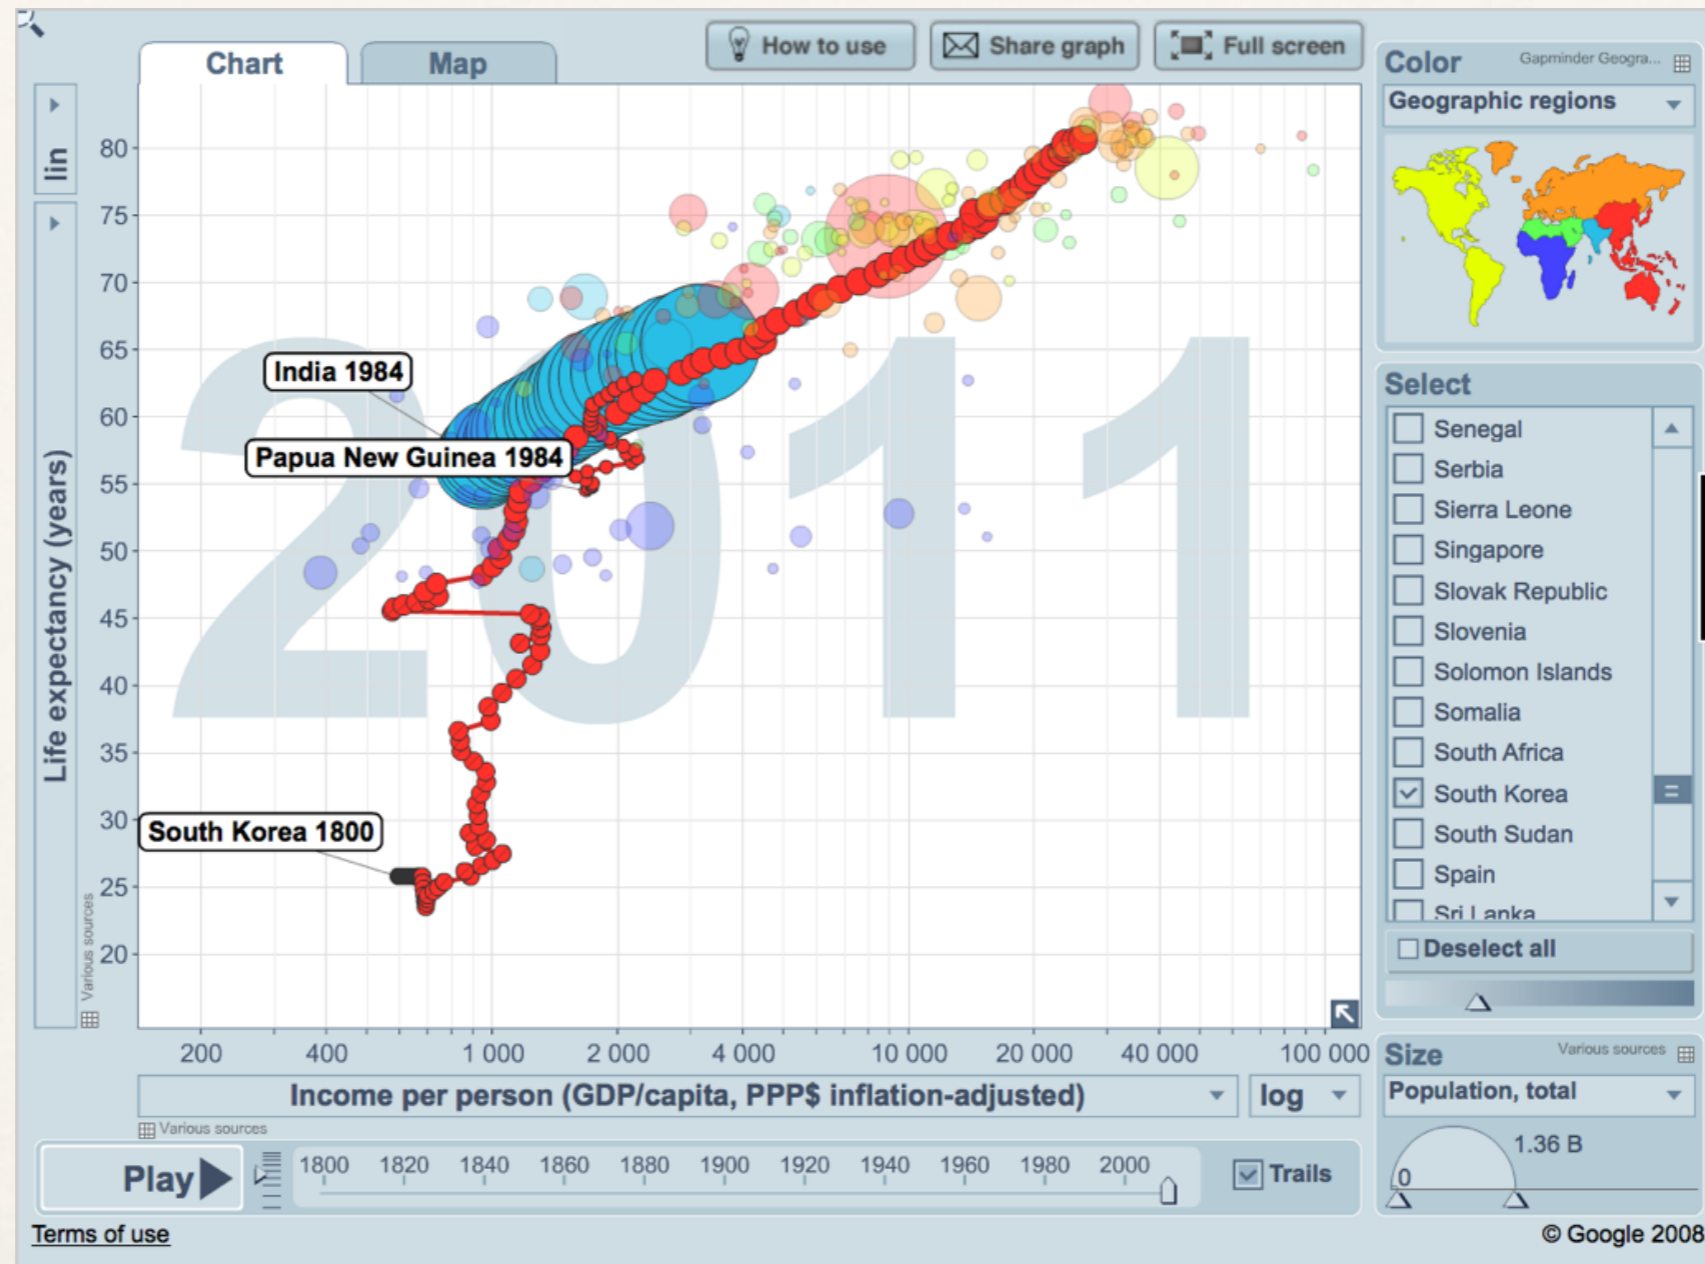 Chart
Map
How to use
Share graph
Full screen
lin
Life expectancy (years)
Various sources
80
75
70
65
60
55
50
45
40
35
30
25
20
2011
India 1984
Papua New Guinea 1984
South Korea 1800
200
400
1 000
2 000
4 000
10 000
20 000
40 000
100 000
Income per person (GDP/capita, PPP$ inflation-adjusted)
log
Various sources
Play
1800
1820
1840
1860
1880
1900
1920
1940
1960
1980
2000
Trails
Terms of use
Color
Gapminder Geogra...
Geographic regions
Select
Senegal
Serbia
Sierra Leone
Singapore
Slovak Republic
Slovenia
Solomon Islands
Somalia
South Africa
South Korea
South Sudan
Spain
Sri Lanka
Deselect all
Size
Various sources
Population, total
1.36 B
0
© Google 2008